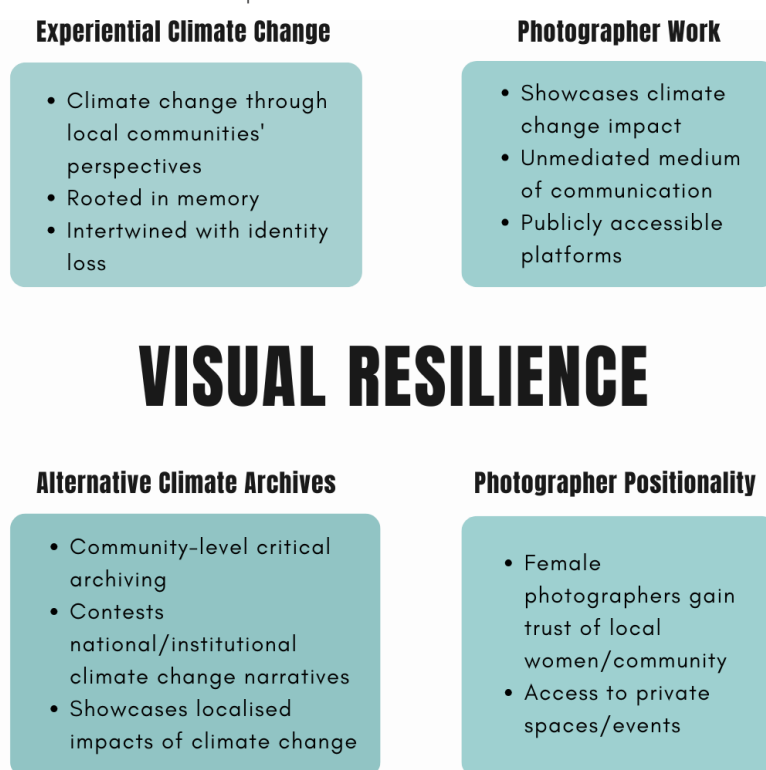 Experiential Climate Change
• Climate change through
local communities'
perspectives
• Rooted in memory
• Intertwined with identity
loss
Photographer Work
• Showcases climate
change impact
• Unmediated medium
of communication
• Publicly accessible
platforms
VISUAL RESILIENCE
Alternative Climate Archives
• Community-level critical
archiving
• Contests
national/institutional
climate change narratives
• Showcases localised
impacts of climate change
Photographer Positionality
• Female
photographers gain
trust of local
women/community
• Access to private
spaces/events